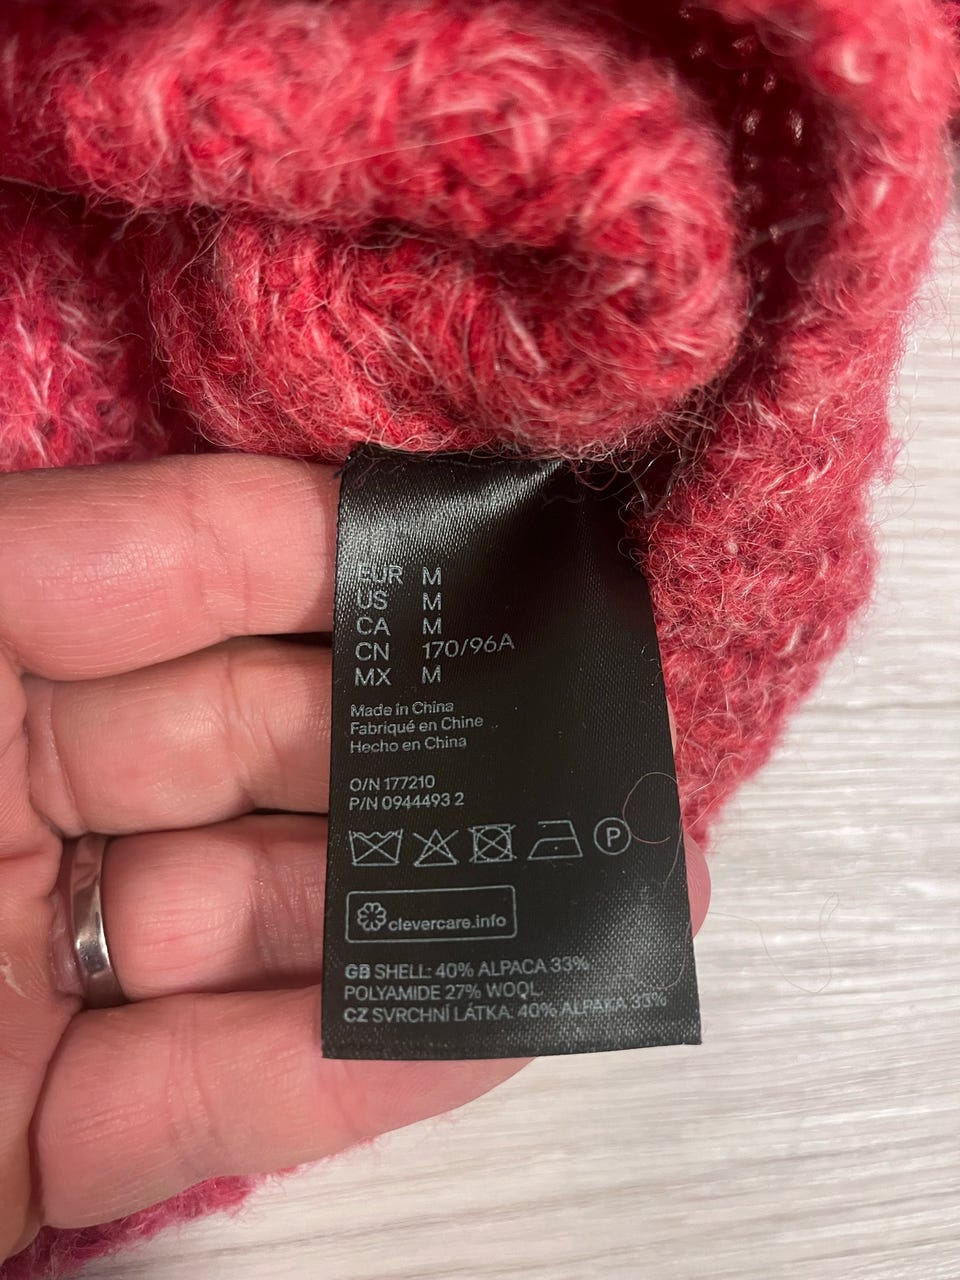 EUR M
US M
CA M
CN 170/96A
MX M
Made in China
Fabriqué en Chine
Hecho en China
O/N 177210
P/N 0944493 2
P
clevercare.info
GB SHELL: 40% ALPACA 33%
POLYAMIDE 27% WOOL
CZ SVRCHNÍ LÁTKA: 40% ALPAKA 33%